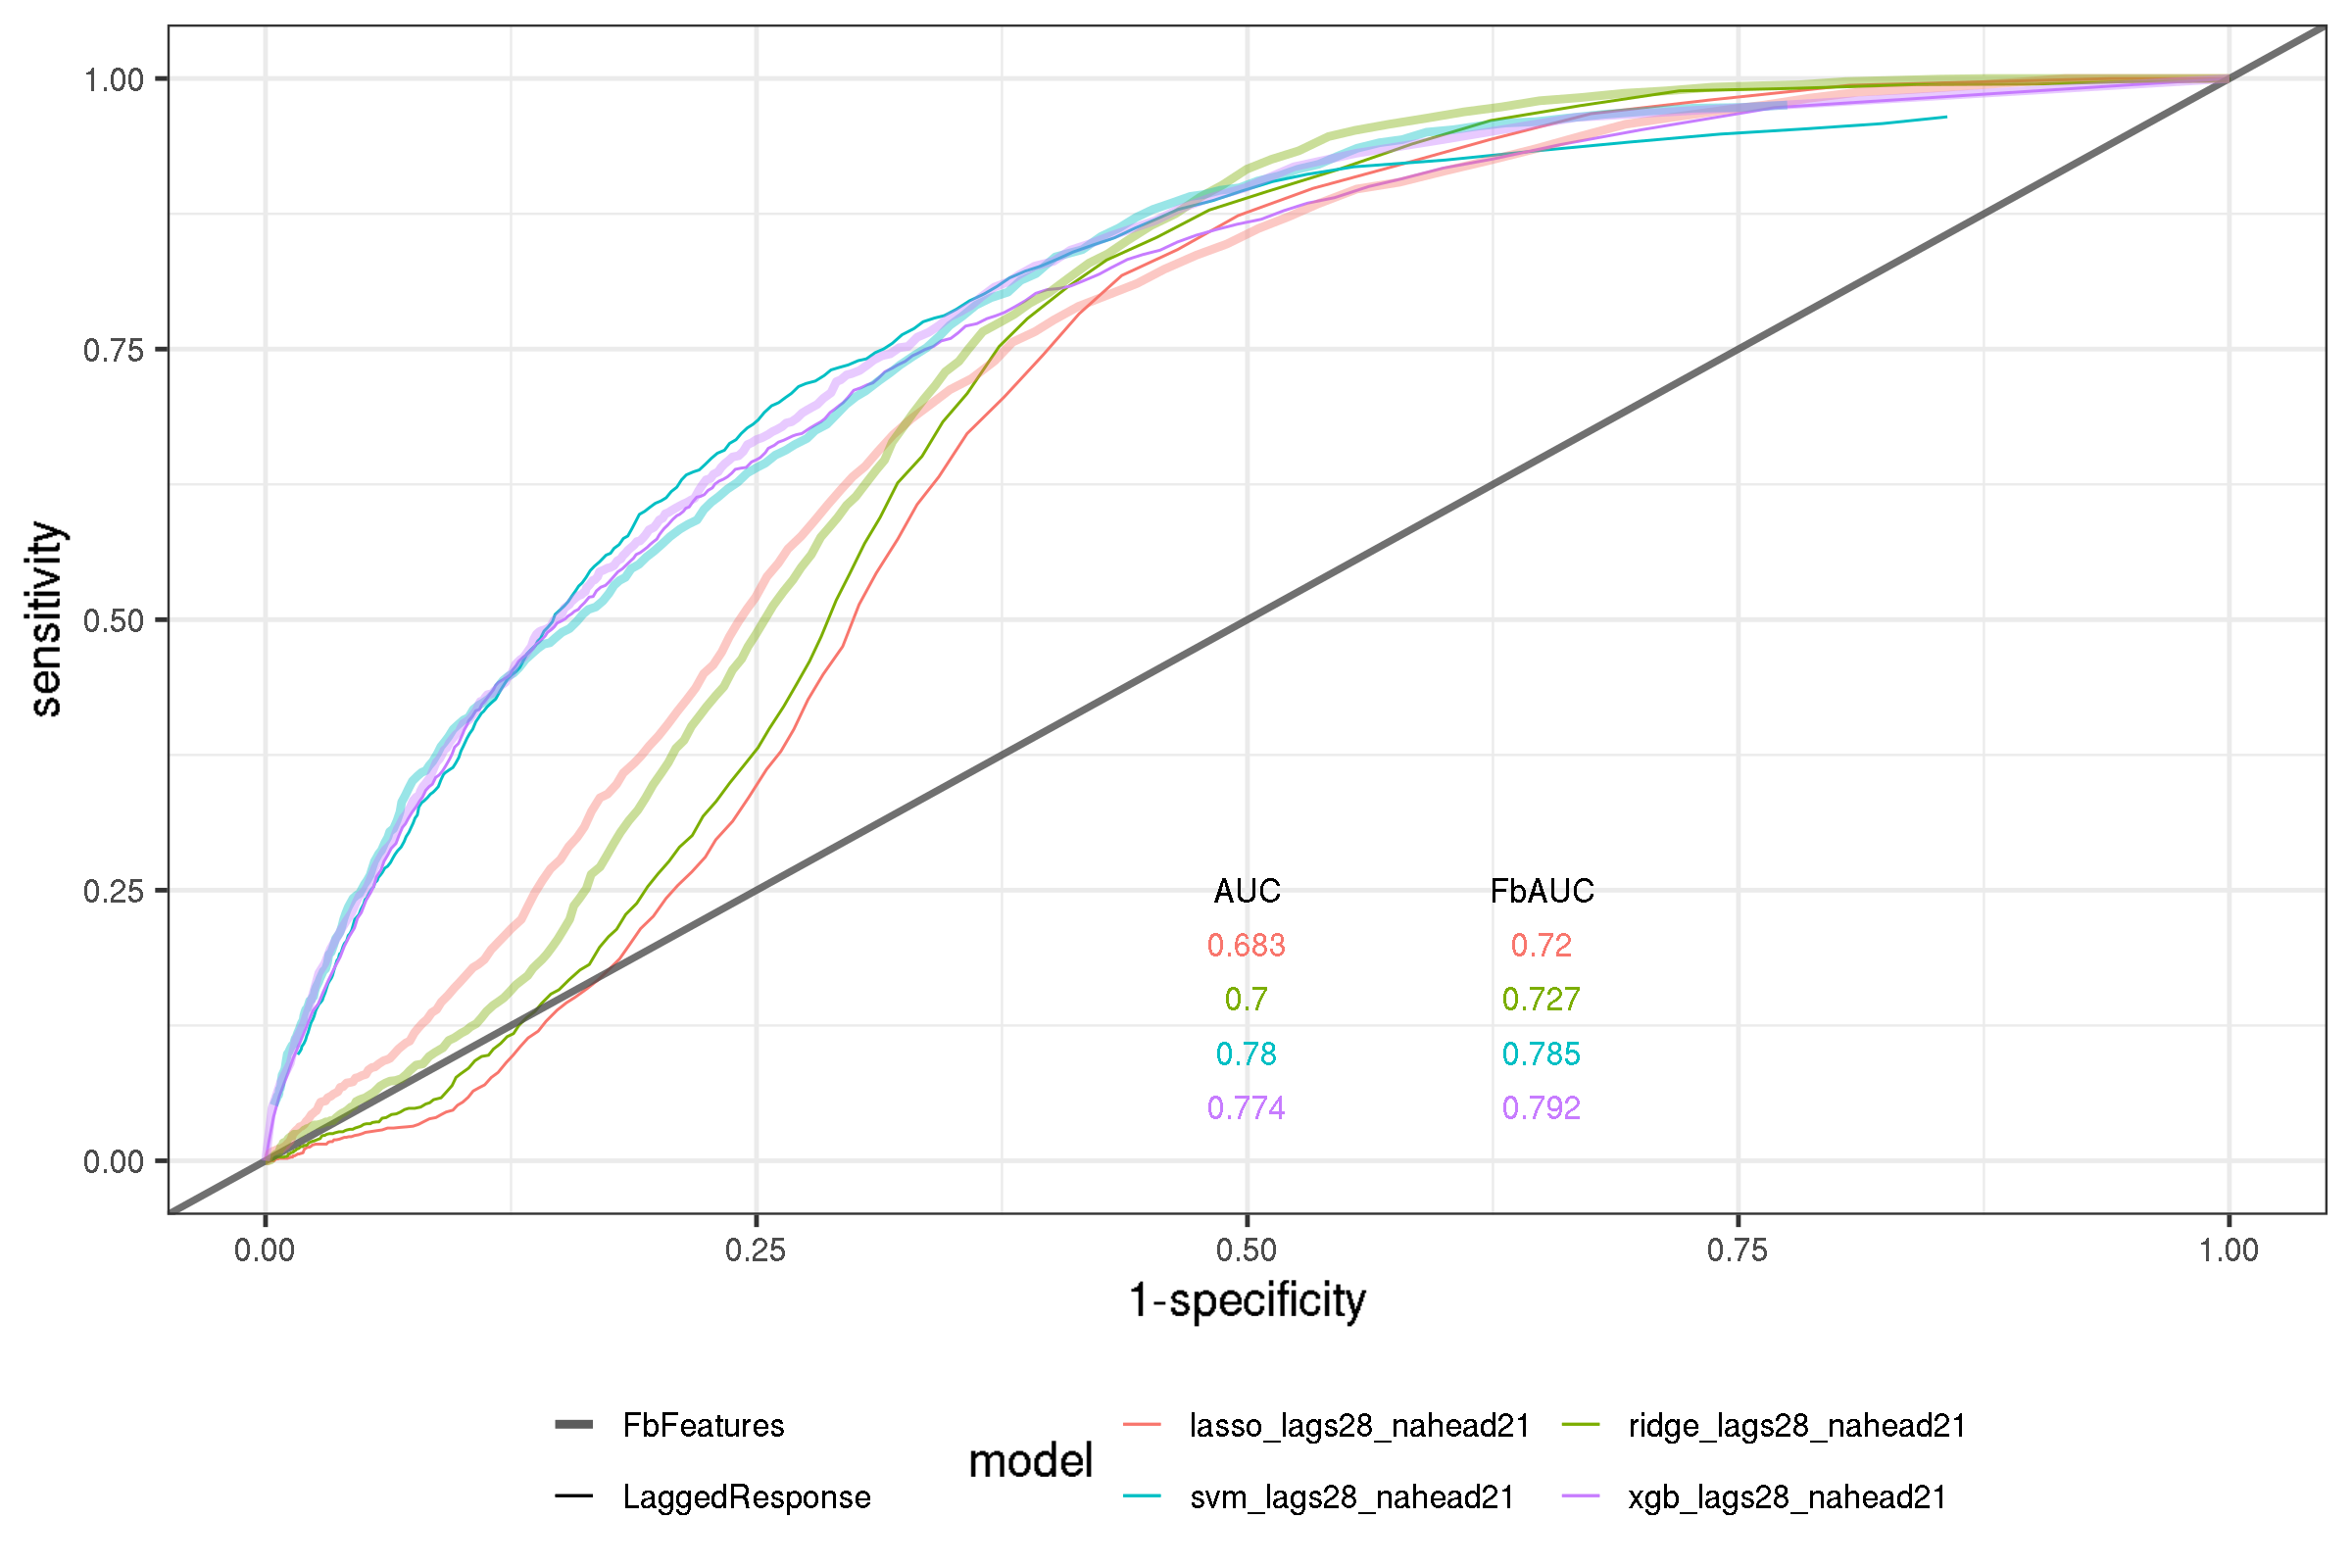 1.00
0.75
0.50
0.25
0.00
sensitivity
AUC FbAUC
0.683 0.72
0.7 0.727
0.78 0.785
0.774 0.792
0.00 0.25 0.50 0.75 1.00
1-specificity
FbFeatures
LaggedResponse
model
lasso_lags28_nahead21 ridge_lags28_nahead21
svm_lags28_nahead21 xgb_lags28_nahead21